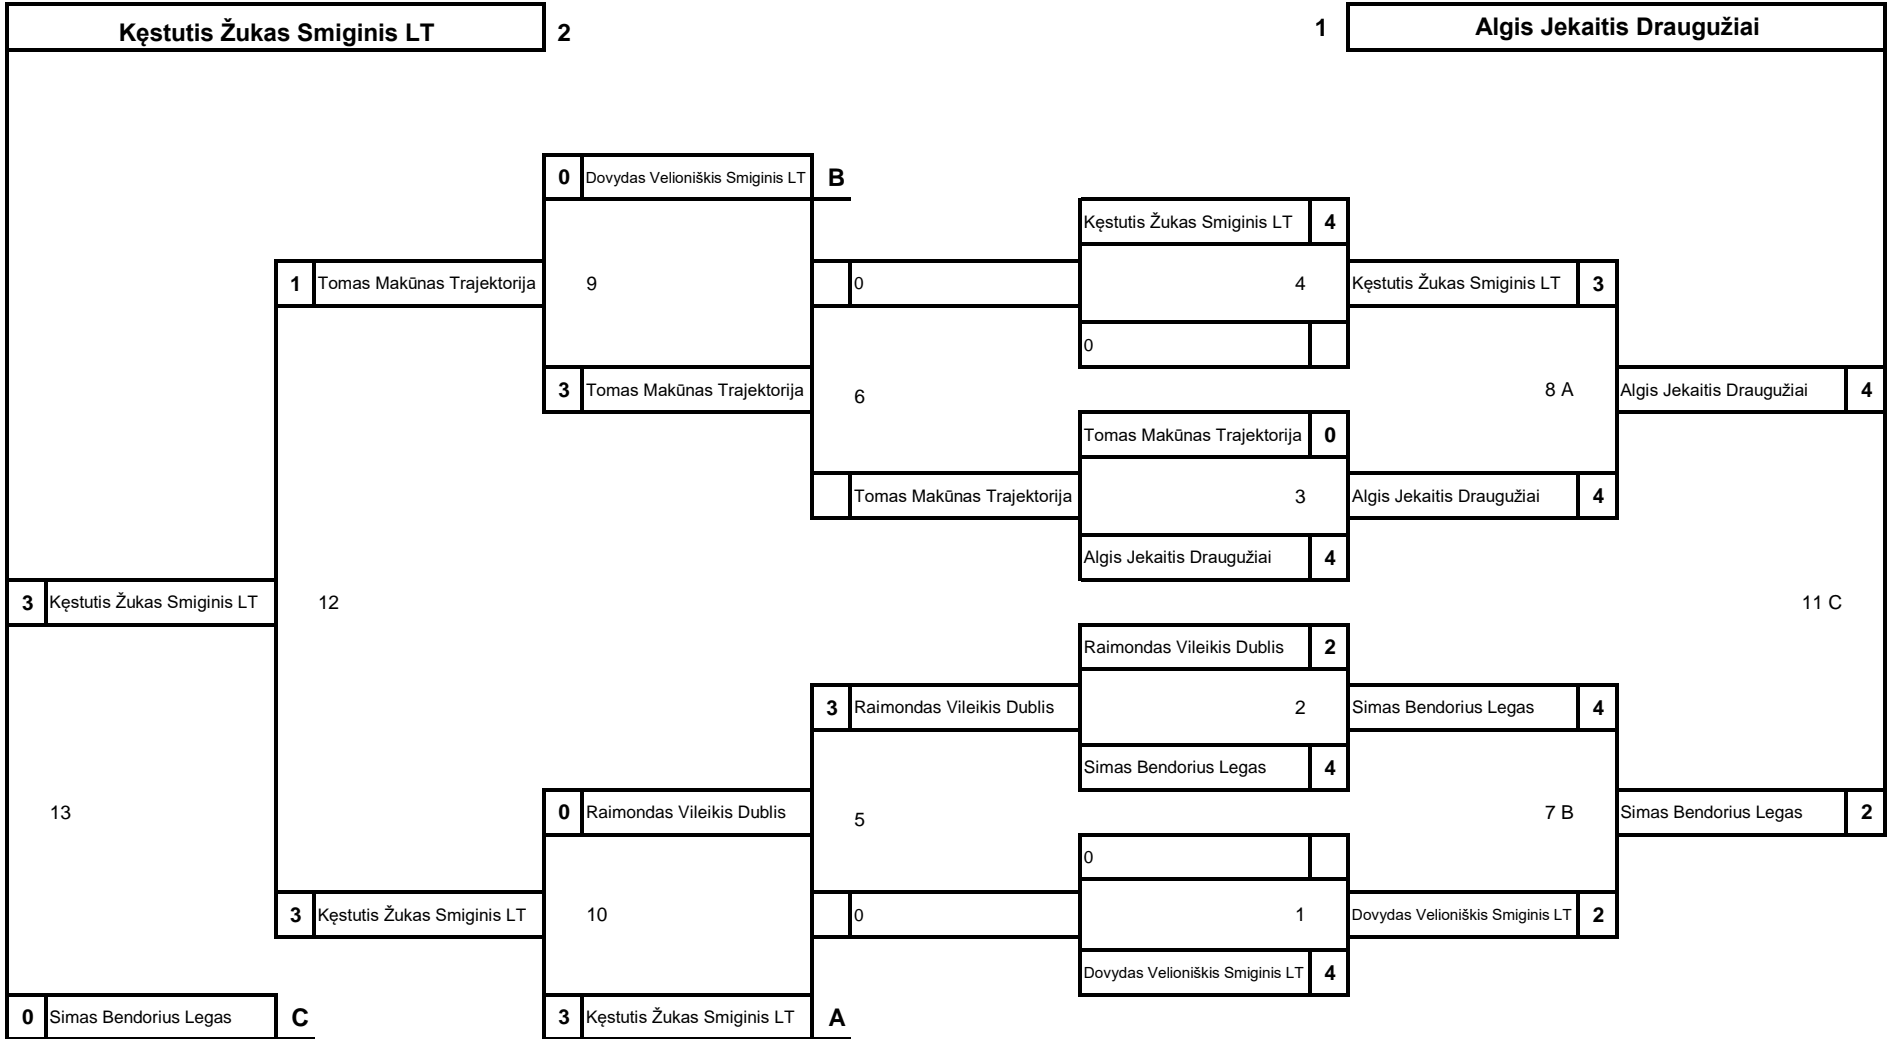 Kęstutis Žukas Smiginis LT 2 1 Algis Jekaitis Draugužiai
0 Dovydas Velioniškis Smiginis LT B
Kęstutis Žukas Smiginis LT 4
1 Tomas Makūnas Trajektorija 9 0 4 Kęstutis Žukas Smiginis LT 3
0
3 Tomas Makūnas Trajektorija 6 8 A Algis Jekaitis Draugužiai 4
Tomas Makūnas Trajektorija 0
Tomas Makūnas Trajektorija 3 Algis Jekaitis Draugužiai 4
Algis Jekaitis Draugužiai 4
3 Kęstutis Žukas Smiginis LT 12 11 C
Raimondas Vileikis Dublis 2
3 Raimondas Vileikis Dublis 2 Simas Bendorius Legas 4
Simas Bendorius Legas 4
13 0 Raimondas Vileikis Dublis 5 7 B Simas Bendorius Legas 2
0
3 Kęstutis Žukas Smiginis LT 10 0 1 Dovydas Velioniškis Smiginis LT 2
Dovydas Velioniškis Smiginis LT 4
0 Simas Bendorius Legas C 3 Kęstutis Žukas Smiginis LT A